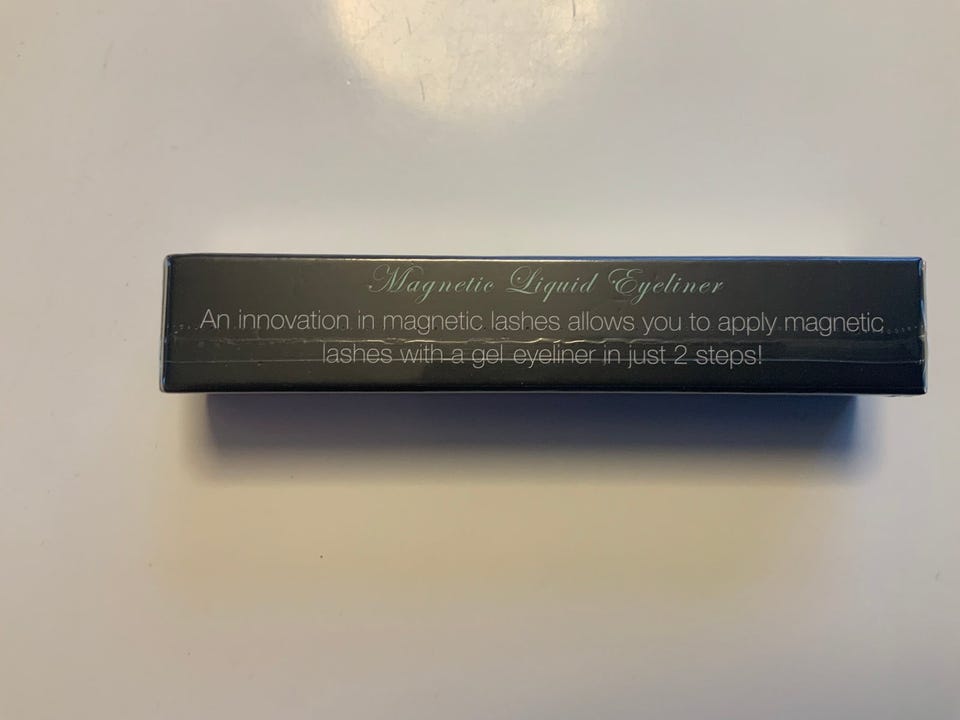 Magnetic Liquid Eyeliner
An innovation in magnetic lashes allows you to apply magnetic
lashes with a gel eyeliner in just 2 steps!